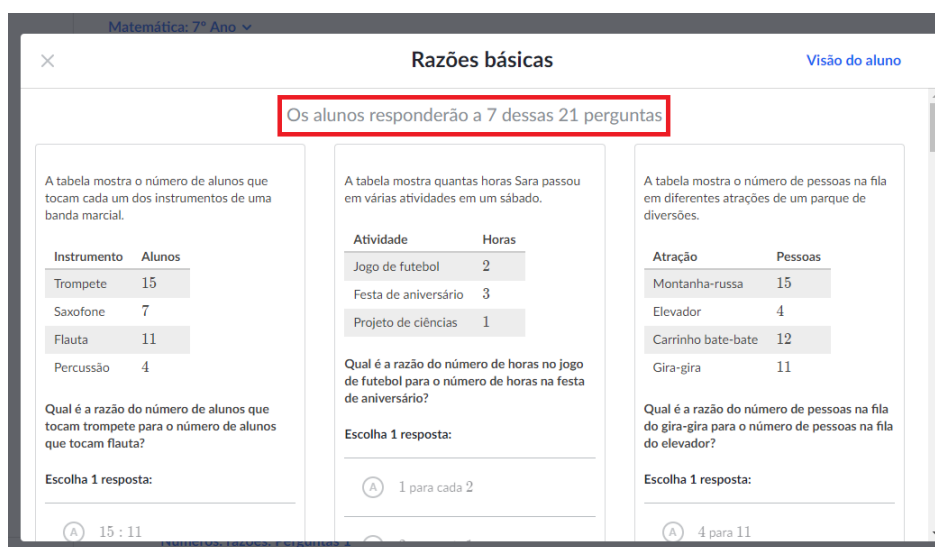 Matemática: 7º Ano
Razões básicas
Visão do aluno
Os alunos responderão a 7 dessas 21 perguntas
A tabela mostra o número de alunos que
tocam cada um dos instrumentos de uma
banda marcial.
Instrumento Alunos
Trompete 15
Saxofone 7
Flauta 11
Percussão 4
Qual é a razão do número de alunos que
tocam trompete para o número de alunos
que tocam flauta?
Escolha 1 resposta:
A 15 : 11
A tabela mostra quantas horas Sara passou
em várias atividades em um sábado.
Atividade Horas
Jogo de futebol 2
Festa de aniversário 3
Projeto de ciências 1
Qual é a razão do número de horas no jogo
de futebol para o número de horas na festa
de aniversário?
Escolha 1 resposta:
A 1 para cada 2
A tabela mostra o número de pessoas na fila
em diferentes atrações de um parque de
diversões.
Atração Pessoas
Montanha-russa 15
Elevador 4
Carrinho bate-bate 12
Gira-gira 11
Qual é a razão do número de pessoas na fila
do gira-gira para o número de pessoas na fila
do elevador?
Escolha 1 resposta:
A 4 para 11
Números: razões: Perguntas 1